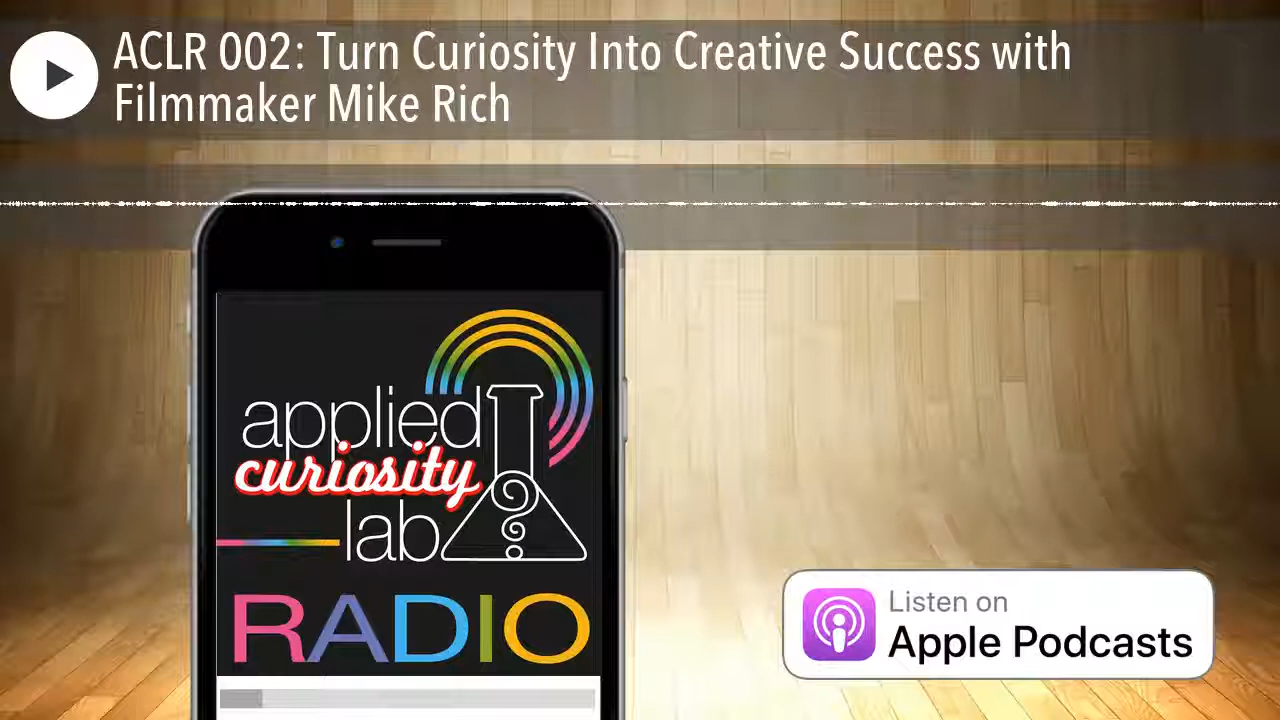 ACLR 002: Turn Curiosity Into Creative Success with
Filmmaker Mike Rich
applied
curiosity
lab
RADIO
Listen on
Apple Podcasts